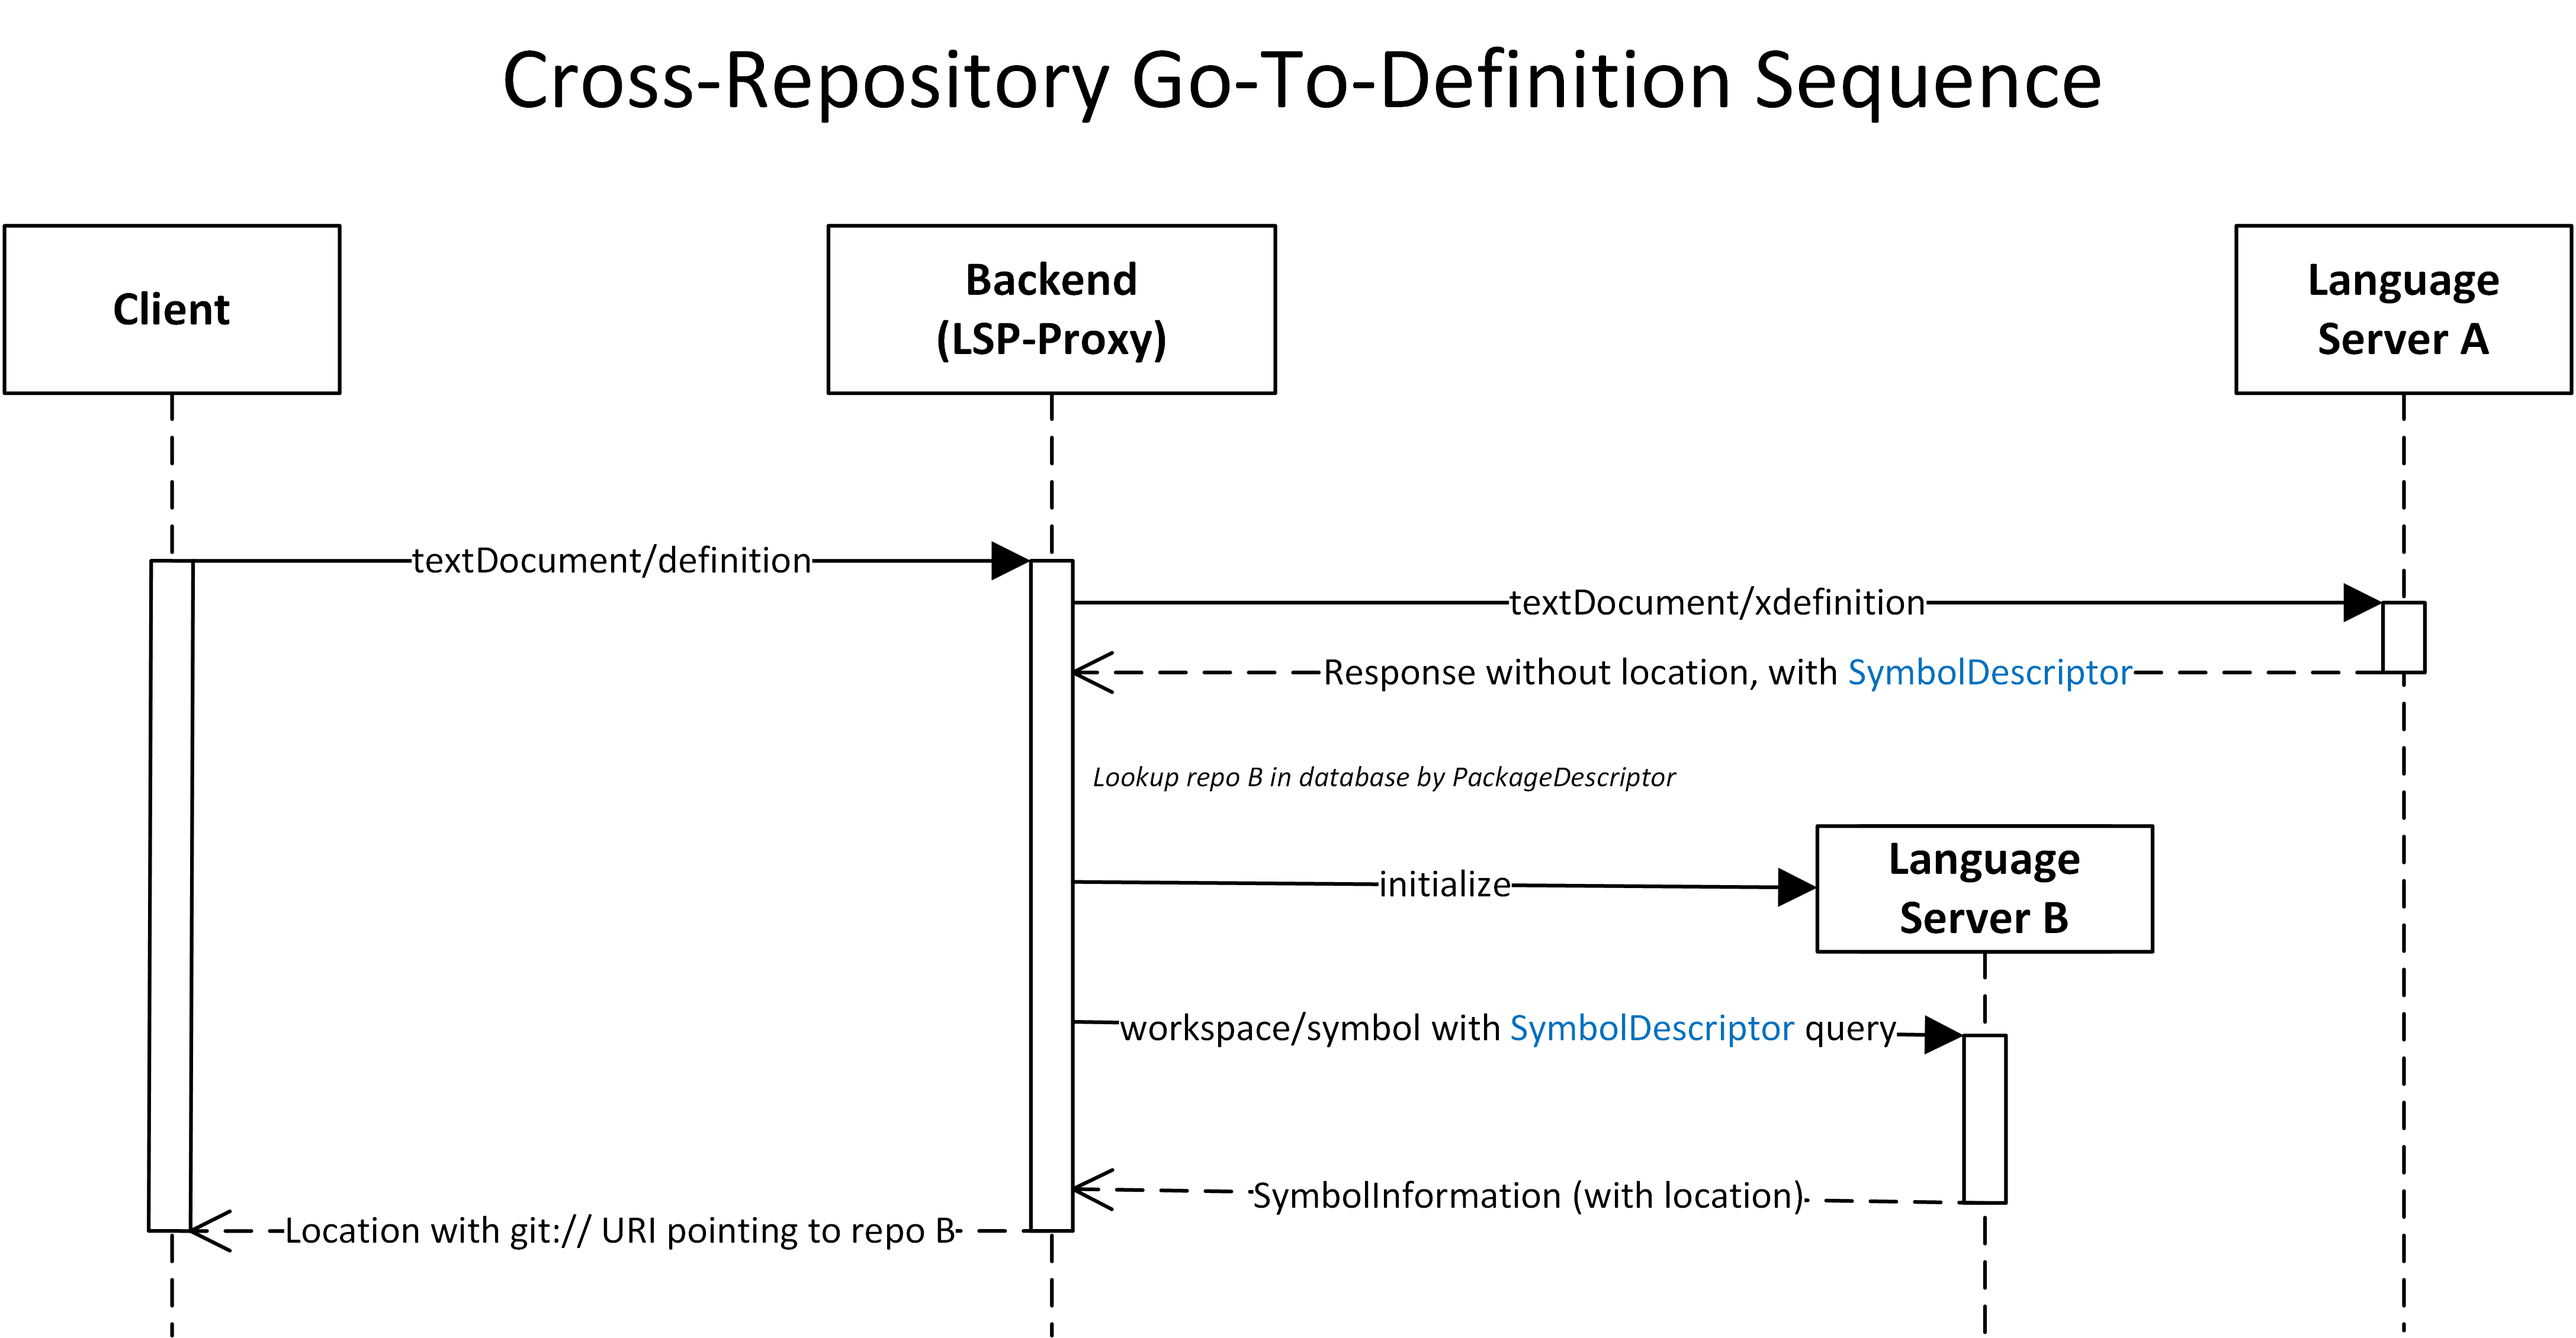 Cross-Repository Go-To-Definition Sequence
Client
Backend
(LSP-Proxy)
Language
Server A
textDocument/definition
textDocument/xdefinition
Response without location, with SymbolDescriptor
Lookup repo B in database by PackageDescriptor
Language
Server B
initialize
workspace/symbol with SymbolDescriptor query
SymbolInformation (with location)
Location with git:// URI pointing to repo B